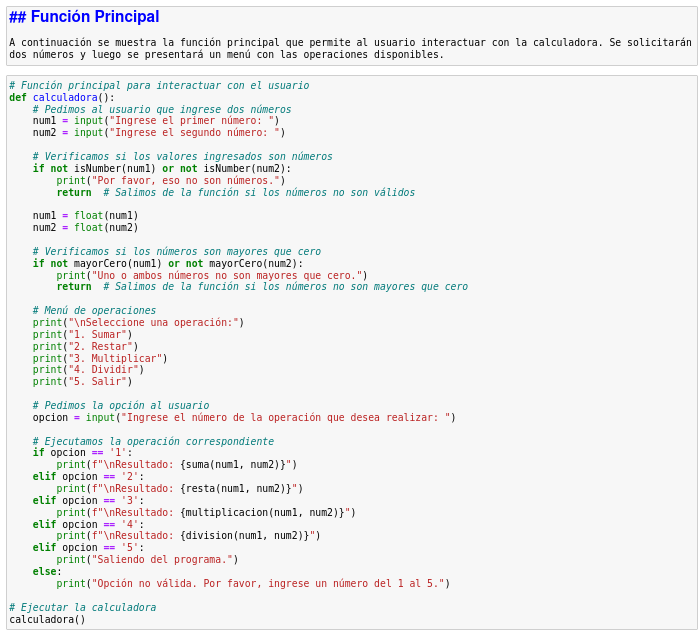 ## Función Principal
A continuación se muestra la función principal que permite al usuario interactuar con la calculadora. Se solicitarán
dos números y luego se presentará un menú con las operaciones disponibles.
# Función principal para interactuar con el usuario
def calculadora():
    # Pedimos al usuario que ingrese dos números
    num1 = input("Ingrese el primer número: ")
    num2 = input("Ingrese el segundo número: ")

    # Verificamos si los valores ingresados son números
    if not isNumber(num1) or not isNumber(num2):
        print("Por favor, eso no son números.")
        return  # Salimos de la función si los números no son válidos

    num1 = float(num1)
    num2 = float(num2)

    # Verificamos si los números son mayores que cero
    if not mayorCero(num1) or not mayorCero(num2):
        print("Uno o ambos números no son mayores que cero.")
        return  # Salimos de la función si los números no son mayores que cero

    # Menú de operaciones
    print("\nSeleccione una operación:")
    print("1. Sumar")
    print("2. Restar")
    print("3. Multiplicar")
    print("4. Dividir")
    print("5. Salir")

    # Pedimos la opción al usuario
    opcion = input("Ingrese el número de la operación que desea realizar: ")

    # Ejecutamos la operación correspondiente
    if opcion == '1':
        print(f"\nResultado: {suma(num1, num2)}")
    elif opcion == '2':
        print(f"\nResultado: {resta(num1, num2)}")
    elif opcion == '3':
        print(f"\nResultado: {multiplicacion(num1, num2)}")
    elif opcion == '4':
        print(f"\nResultado: {division(num1, num2)}")
    elif opcion == '5':
        print("Saliendo del programa.")
    else:
        print("Opción no válida. Por favor, ingrese un número del 1 al 5.")

# Ejecutar la calculadora
calculadora()